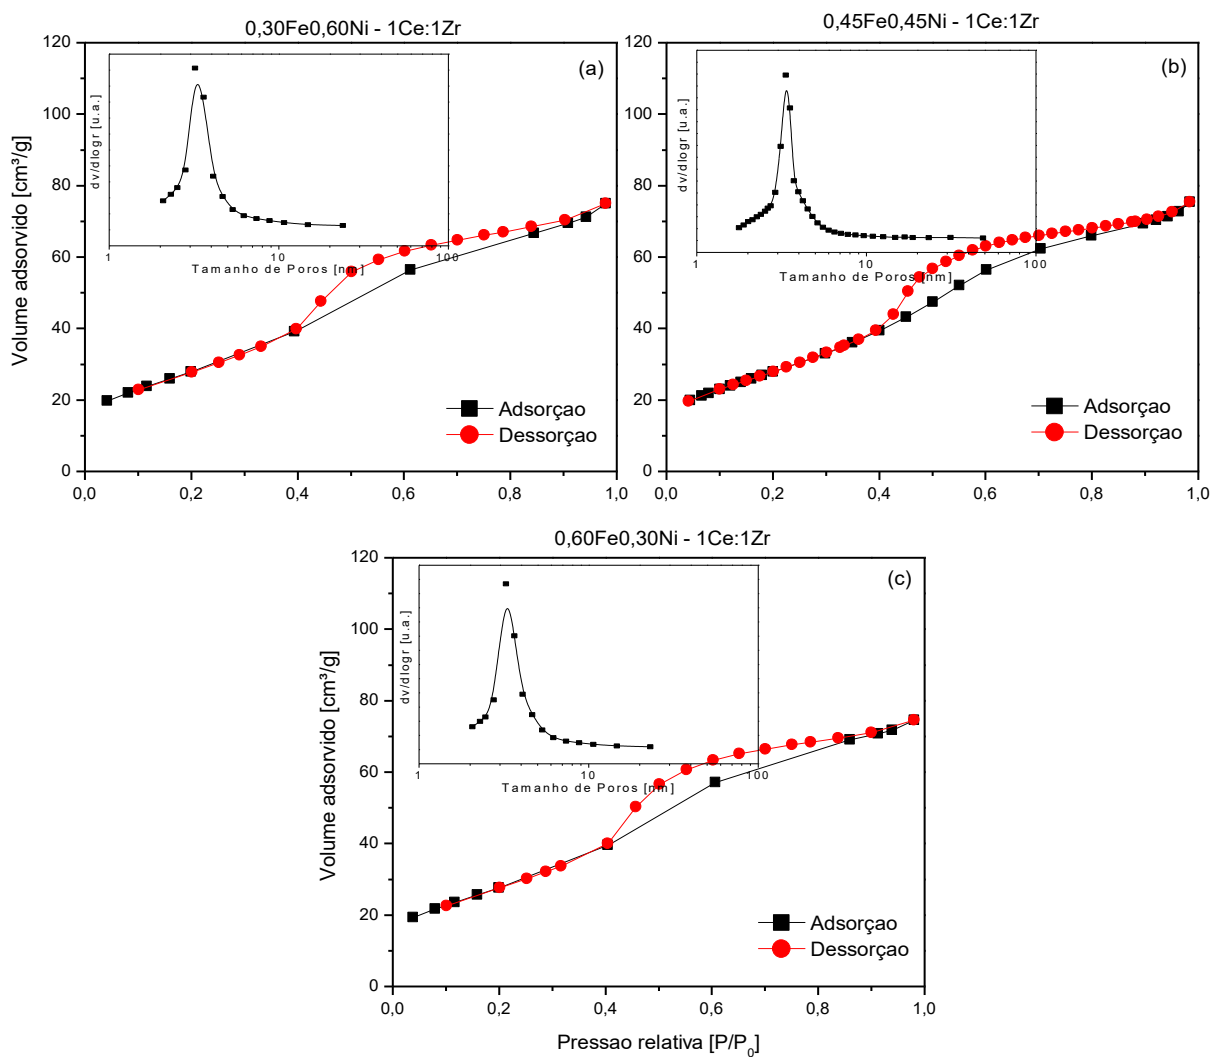 0,30Fe0,60Ni - 1Ce:1Zr
(a)
Volume adsorvido [cm³/g]
120
100
80
60
40
20
0
0,0 0,2 0,4 0,6 0,8 1,0
dv/dlogr [u.a.]
1 10 100
Tamanho de Poros [nm]
Adsorçao
Dessorçao
0,45Fe0,45Ni - 1Ce:1Zr
(b)
120
100
80
60
40
20
0
0,0 0,2 0,4 0,6 0,8 1,0
dv/dlogr [u.a.]
1 10 100
Tamanho de Poros [nm]
Adsorçao
Dessorçao
0,60Fe0,30Ni - 1Ce:1Zr
(c)
Volume adsorvido [cm³/g]
120
100
80
60
40
20
0
0,0 0,2 0,4 0,6 0,8 1,0
dv/dlogr [u.a.]
1 10 100
Tamanho de Poros [nm]
Adsorçao
Dessorçao
Pressao relativa [P/P₀]